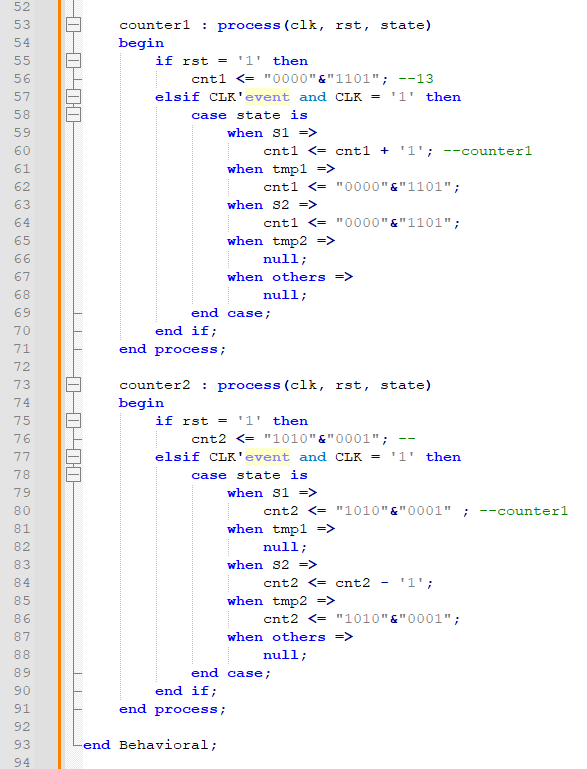 52
53 counter1 : process(clk, rst, state)
54 begin
55 if rst = '1' then
56 cnt1 <= "0000"&"1101"; --13
57 elsif CLK'event and CLK = '1' then
58 case state is
59 when S1 =>
60 cnt1 <= cnt1 + '1'; --counter1
61 when tmp1 =>
62 cnt1 <= "0000"&"1101";
63 when S2 =>
64 cnt1 <= "0000"&"1101";
65 when tmp2 =>
66 null;
67 when others =>
68 null;
69 end case;
70 end if;
71 end process;
72
73 counter2 : process(clk, rst, state)
74 begin
75 if rst = '1' then
76 cnt2 <= "1010"&"0001"; --
77 elsif CLK'event and CLK = '1' then
78 case state is
79 when S1 =>
80 cnt2 <= "1010"&"0001" ; --counter1
81 when tmp1 =>
82 null;
83 when S2 =>
84 cnt2 <= cnt2 - '1';
85 when tmp2 =>
86 cnt2 <= "1010"&"0001";
87 when others =>
88 null;
89 end case;
90 end if;
91 end process;
92
93 end Behavioral;
94